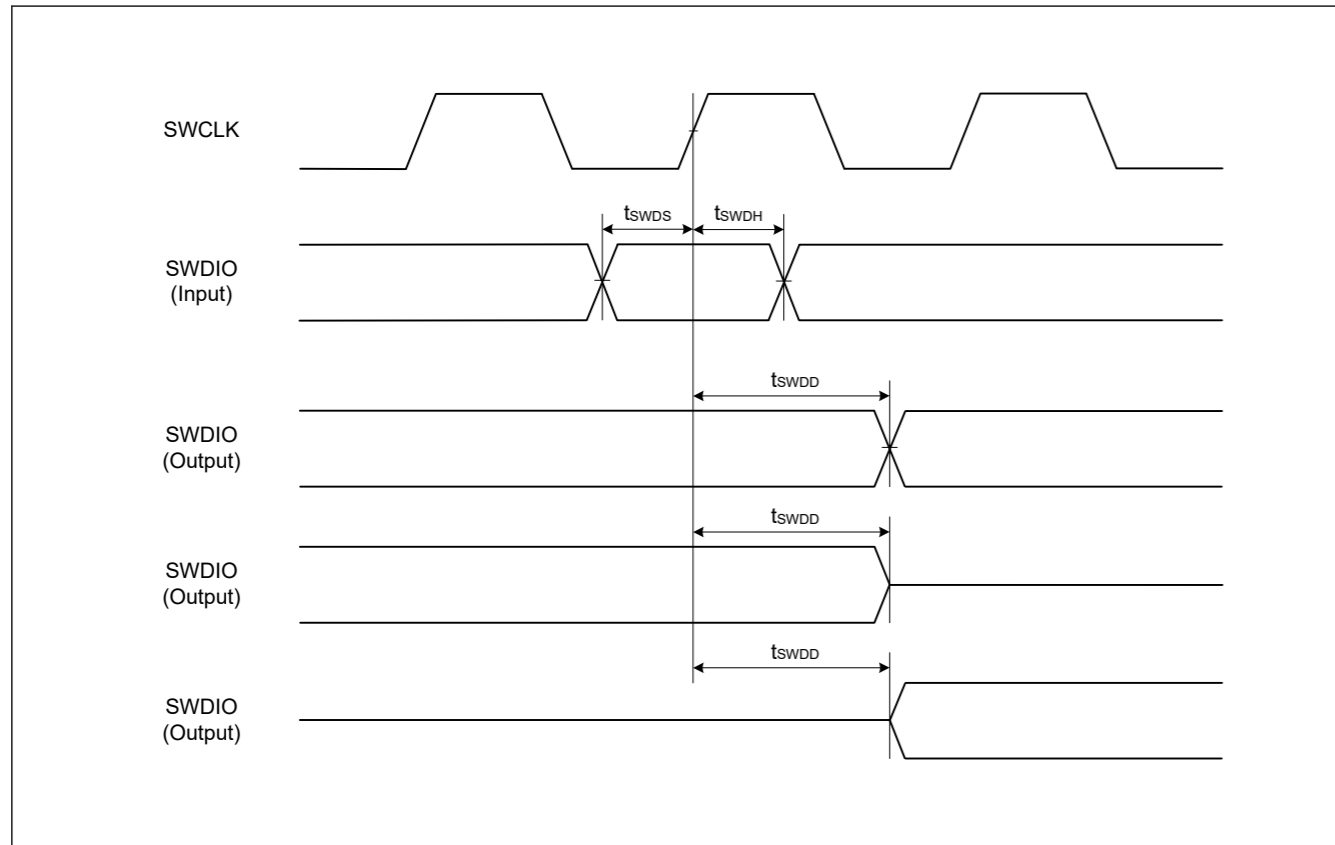 SWCLK
tSWDS
tSWDH
SWDIO
(Input)
tSWDD
SWDIO
(Output)
tSWDD
SWDIO
(Output)
tSWDD
SWDIO
(Output)